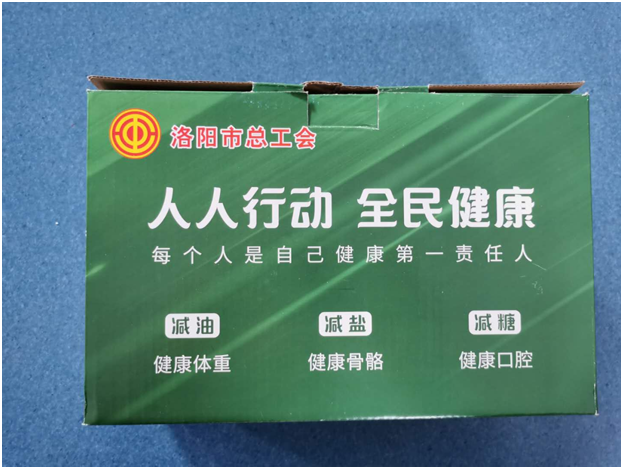 洛阳市总工会
人人行动 全民健康
每个人是自己健康第一责任人
减油 减盐 减糖
健康体重 健康骨骼 健康口腔